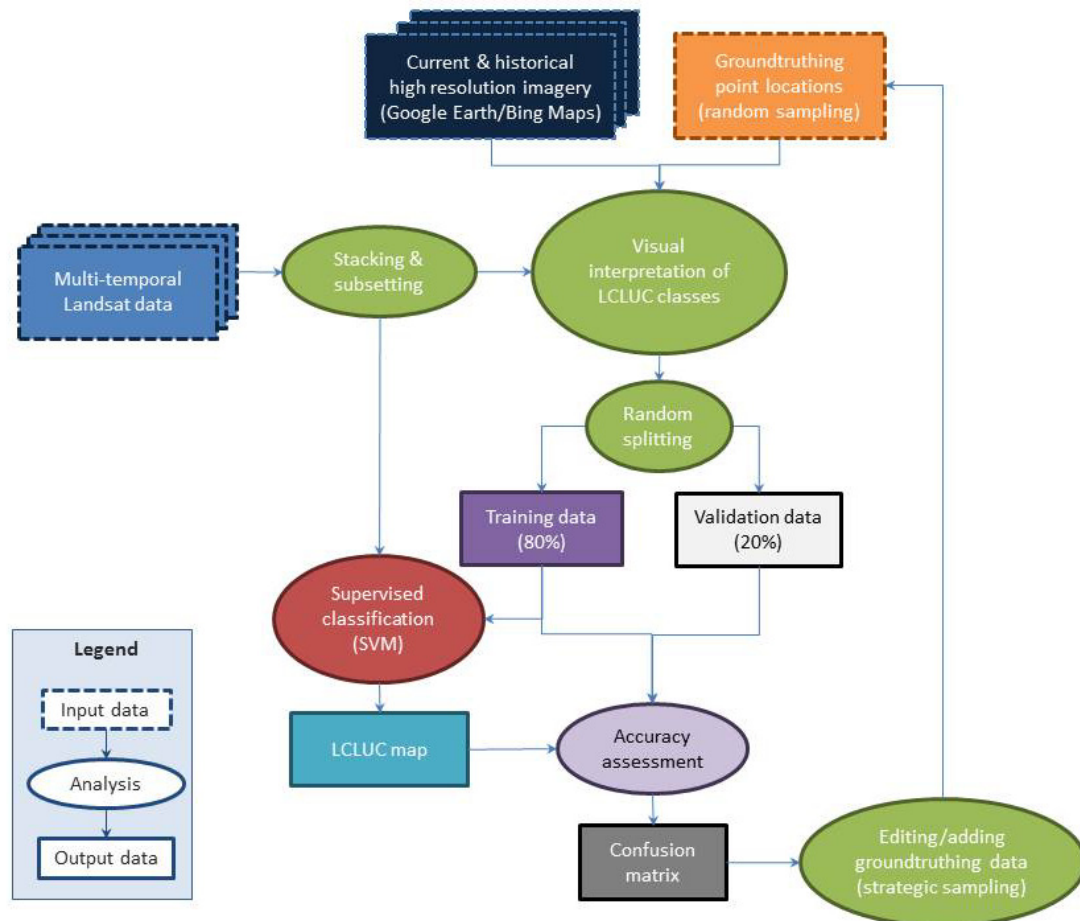 Current & historical
high resolution imagery
(Google Earth/Bing Maps)
Groundtruthing
point locations
(random sampling)
Multi-temporal
Landsat data
Stacking &
subsetting
Visual
interpretation of
LCLUC classes
Random
splitting
Training data
(80%)
Validation data
(20%)
Supervised
classification
(SVM)
LCLUC map
Accuracy
assessment
Confusion
matrix
Editing/adding
groundtruthing data
(strategic sampling)
Legend
Input data
Analysis
Output data